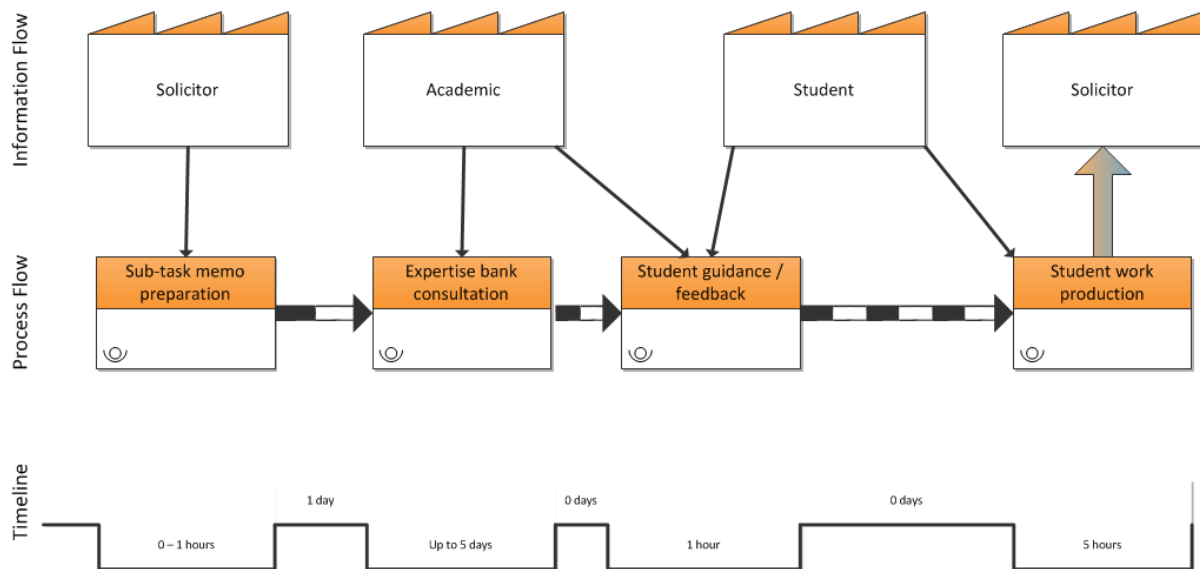 Information Flow
Solicitor
Academic
Student
Solicitor
Process Flow
Sub-task memo
preparation
Expertise bank
consultation
Student guidance /
feedback
Student work
production
Timeline
1 day
0 days
0 days
0 – 1 hours
Up to 5 days
1 hour
5 hours